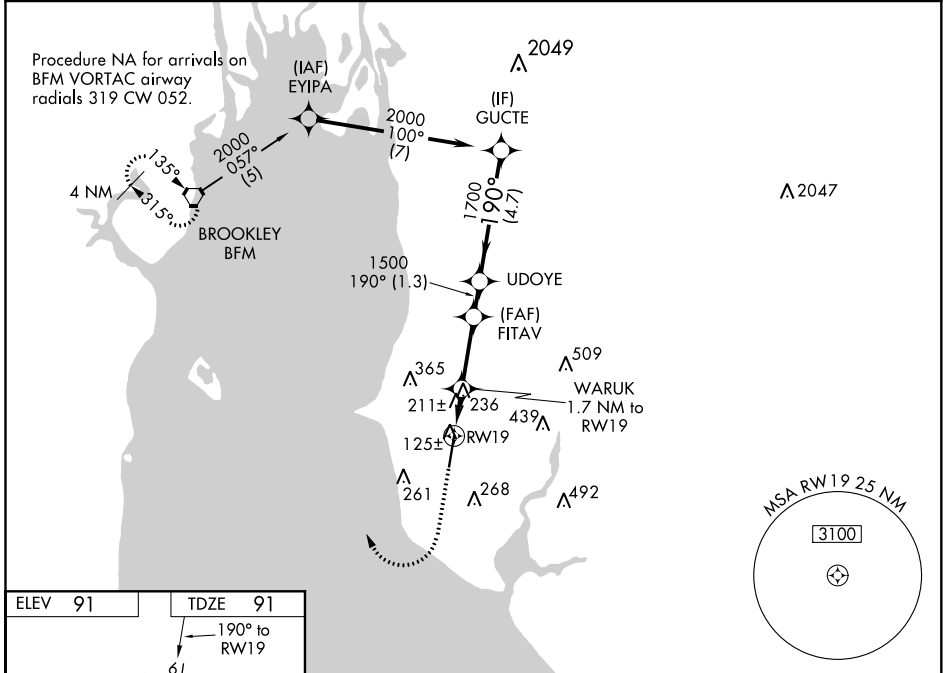 Procedure NA for arrivals on
BFM VORTAC airway
radials 319 CW 052.
(IAF)
EYIPA
2049
(IF)
GUCTE
2000
100°
(7)
2000
057°
(5)
135°
4 NM
315°
BROOKLEY
BFM
2047
1700
190°
(4.7)
1500
190° (1.3)
UDOYE
(FAF)
FITAV
365
509
WARUK
1.7 NM to
RW19
211±
236
439
125±
RW19
261
268
492
MSA RW19 25 NM
3100
ELEV 91
TDZE 91
190° to
RW19
19